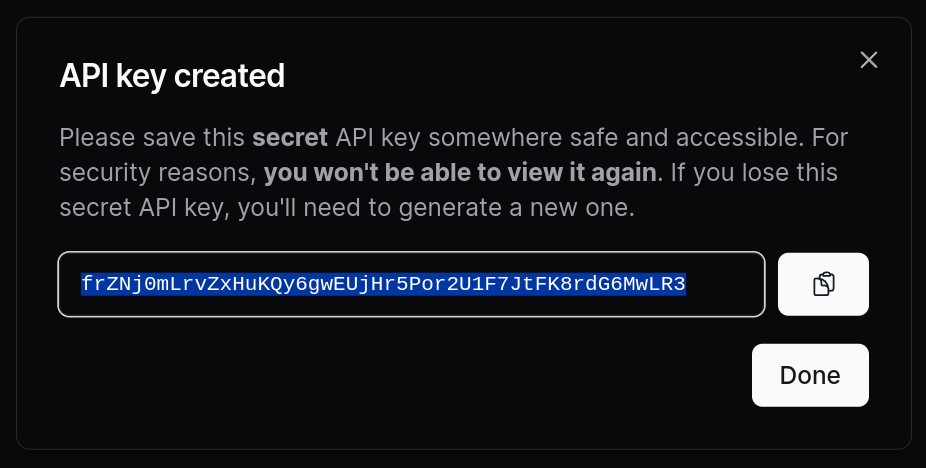 API key created
Please save this secret API key somewhere safe and accessible. For
security reasons, you won't be able to view it again. If you lose this
secret API key, you'll need to generate a new one.
frZNj0mLrvZxHuKQy6gwEUjHr5Por2U1F7JtFK8rdG6MwLR3
Done